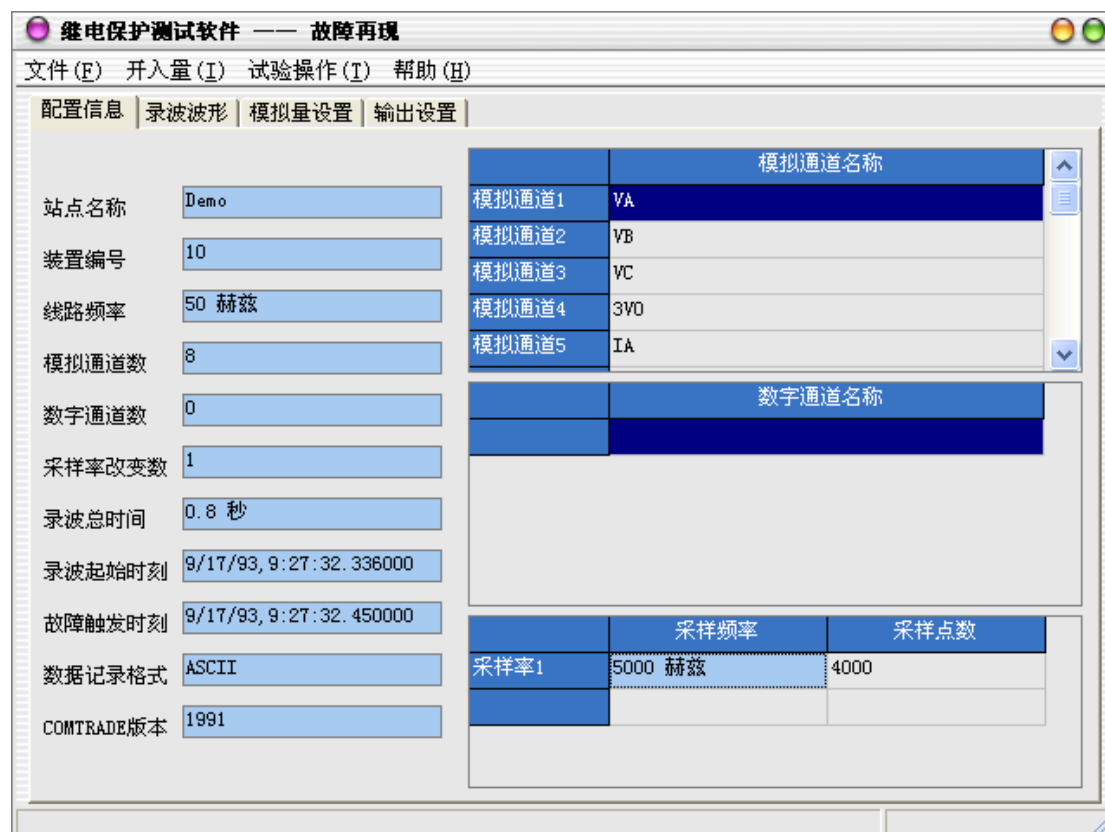 继电保护测试软件 —— 故障再现
文件(F) 开入量(I) 试验操作(T) 帮助(H)
配置信息 录波波形 模拟量设置 输出设置
站点名称 Demo
装置编号 10
线路频率 50 赫兹
模拟通道数 8
数字通道数 0
采样率改变数 1
录波总时间 0.8 秒
录波起始时刻 9/17/93,9:27:32.336000
故障触发时刻 9/17/93,9:27:32.450000
数据记录格式 ASCII
COMTRADE版本 1991
模拟通道名称
模拟通道1 VA
模拟通道2 VB
模拟通道3 VC
模拟通道4 3V0
模拟通道5 IA
数字通道名称
采样频率 采样点数
采样率1 5000 赫兹 4000